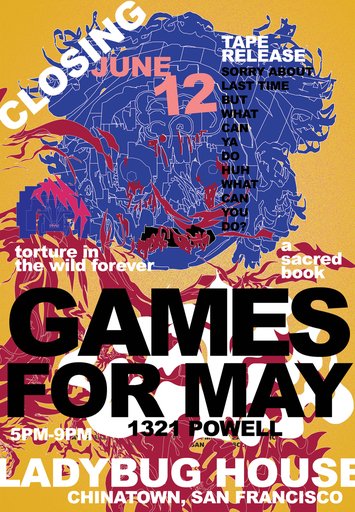 CLOSING
JUNE
12
TAPE
RELEASE
SORRY ABOUT
LAST TIME
BUT
WHAT
CAN
YA
DO
HUH
WHAT
CAN
YOU
DO?
torture in
the wild forever
a
sacred
book
GAMES
FOR MAY
1321 POWELL
5PM-9PM
SAN
LADYBUG HOUSE
CHINATOWN, SAN FRANCISCO